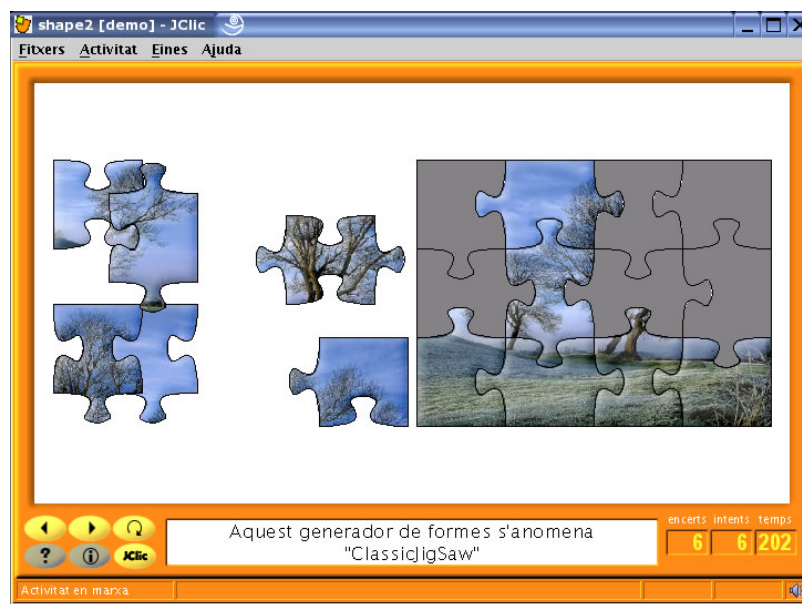 shape2 [demo] - JClic
Fitxers Activitat Eines Ajuda
Aquest generador de formes s'anomena
"ClassicJigSaw"
encerts intents temps
6 6 202
? i JClic
Activitat en marxa